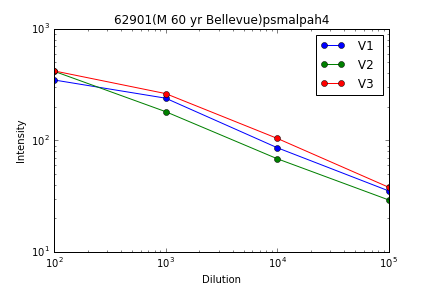 62901(M 60 yr Bellevue)psmalpah4
10³
V1
V2
V3
10²
10¹
Intensity
10² 10³ 10⁴ 10⁵
Dilution